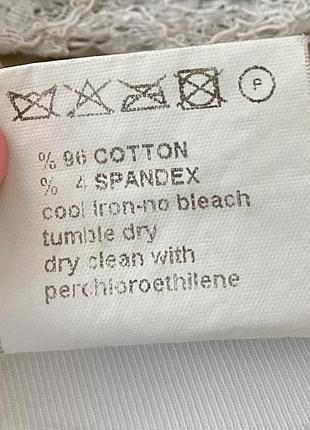 P
% 96 COTTON
% 4 SPANDEX
cool iron-no bleach
tumble dry
dry clean with
perchloroethilene